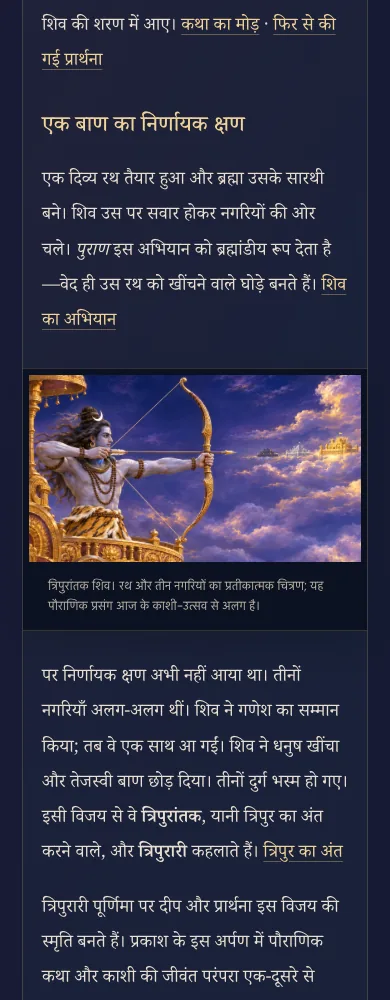 शिव की शरण में आए। कथा का मोड़ · फिर से की
गई प्रार्थना
एक बाण का निर्णायक क्षण
एक दिव्य रथ तैयार हुआ और ब्रह्मा उसके सारथी
बने। शिव उस पर सवार होकर नगरियों की ओर
चले। पुराण इस अभियान को ब्रह्मांडीय रूप देता है
—वेद ही उस रथ को खींचने वाले घोड़े बनते हैं। शिव
का अभियान
त्रिपुरांतक शिव। रथ और तीन नगरियों का प्रतीकात्मक चित्रण; यह
पौराणिक प्रसंग आज के काशी-उत्सव से अलग है।
पर निर्णायक क्षण अभी नहीं आया था। तीनों
नगरियाँ अलग-अलग थीं। शिव ने गणेश का सम्मान
किया; तब वे एक साथ आ गईं। शिव ने धनुष खींचा
और तेजस्वी बाण छोड़ दिया। तीनों दुर्ग भस्म हो गए।
इसी विजय से वे त्रिपुरांतक, यानी त्रिपुर का अंत
करने वाले, और त्रिपुरारी कहलाते हैं। त्रिपुर का अंत
त्रिपुरारी पूर्णिमा पर दीप और प्रार्थना इस विजय की
स्मृति बनते हैं। प्रकाश के इस अर्पण में पौराणिक
कथा और काशी की जीवंत परंपरा एक-दूसरे से